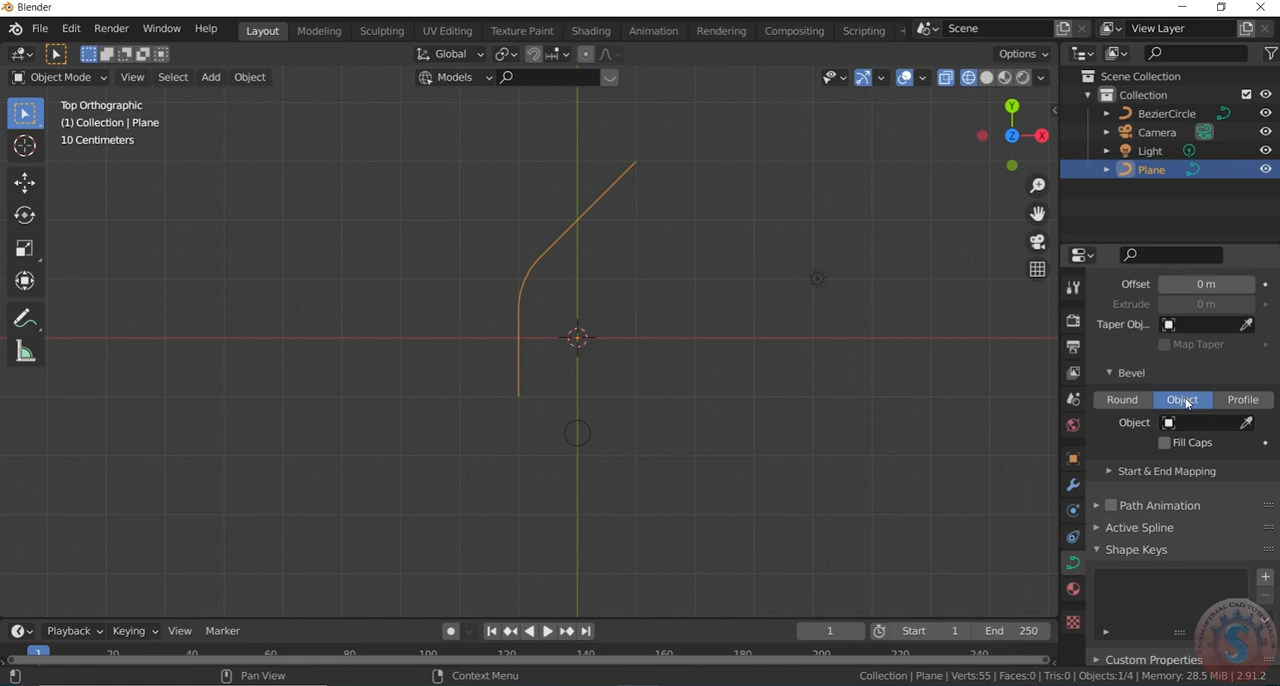 Blender
File Edit Render Window Help Layout Modeling Sculpting UV Editing Texture Paint Shading Animation Rendering Compositing Scripting Scene View Layer
Global Options
Object Mode View Select Add Object Models
Top Orthographic
(1) Collection | Plane
10 Centimeters
Y
Z X
Scene Collection
Collection
BezierCircle
Camera
Light
Plane
Offset 0 m
Extrude 0 m
Taper Obj...
Map Taper
Bevel
Round Object Profile
Object
Fill Caps
Start & End Mapping
Path Animation
Active Spline
Shape Keys
Custom Properties
Playback Keying View Marker 1 Start 1 End 250
1 20 40 60 80 100 120 140 160 180 200 220 240
Pan View Context Menu Collection | Plane | Verts:55 | Faces:0 | Tris:0 | Objects:1/4 | Memory: 28.5 MiB | 2.91.2